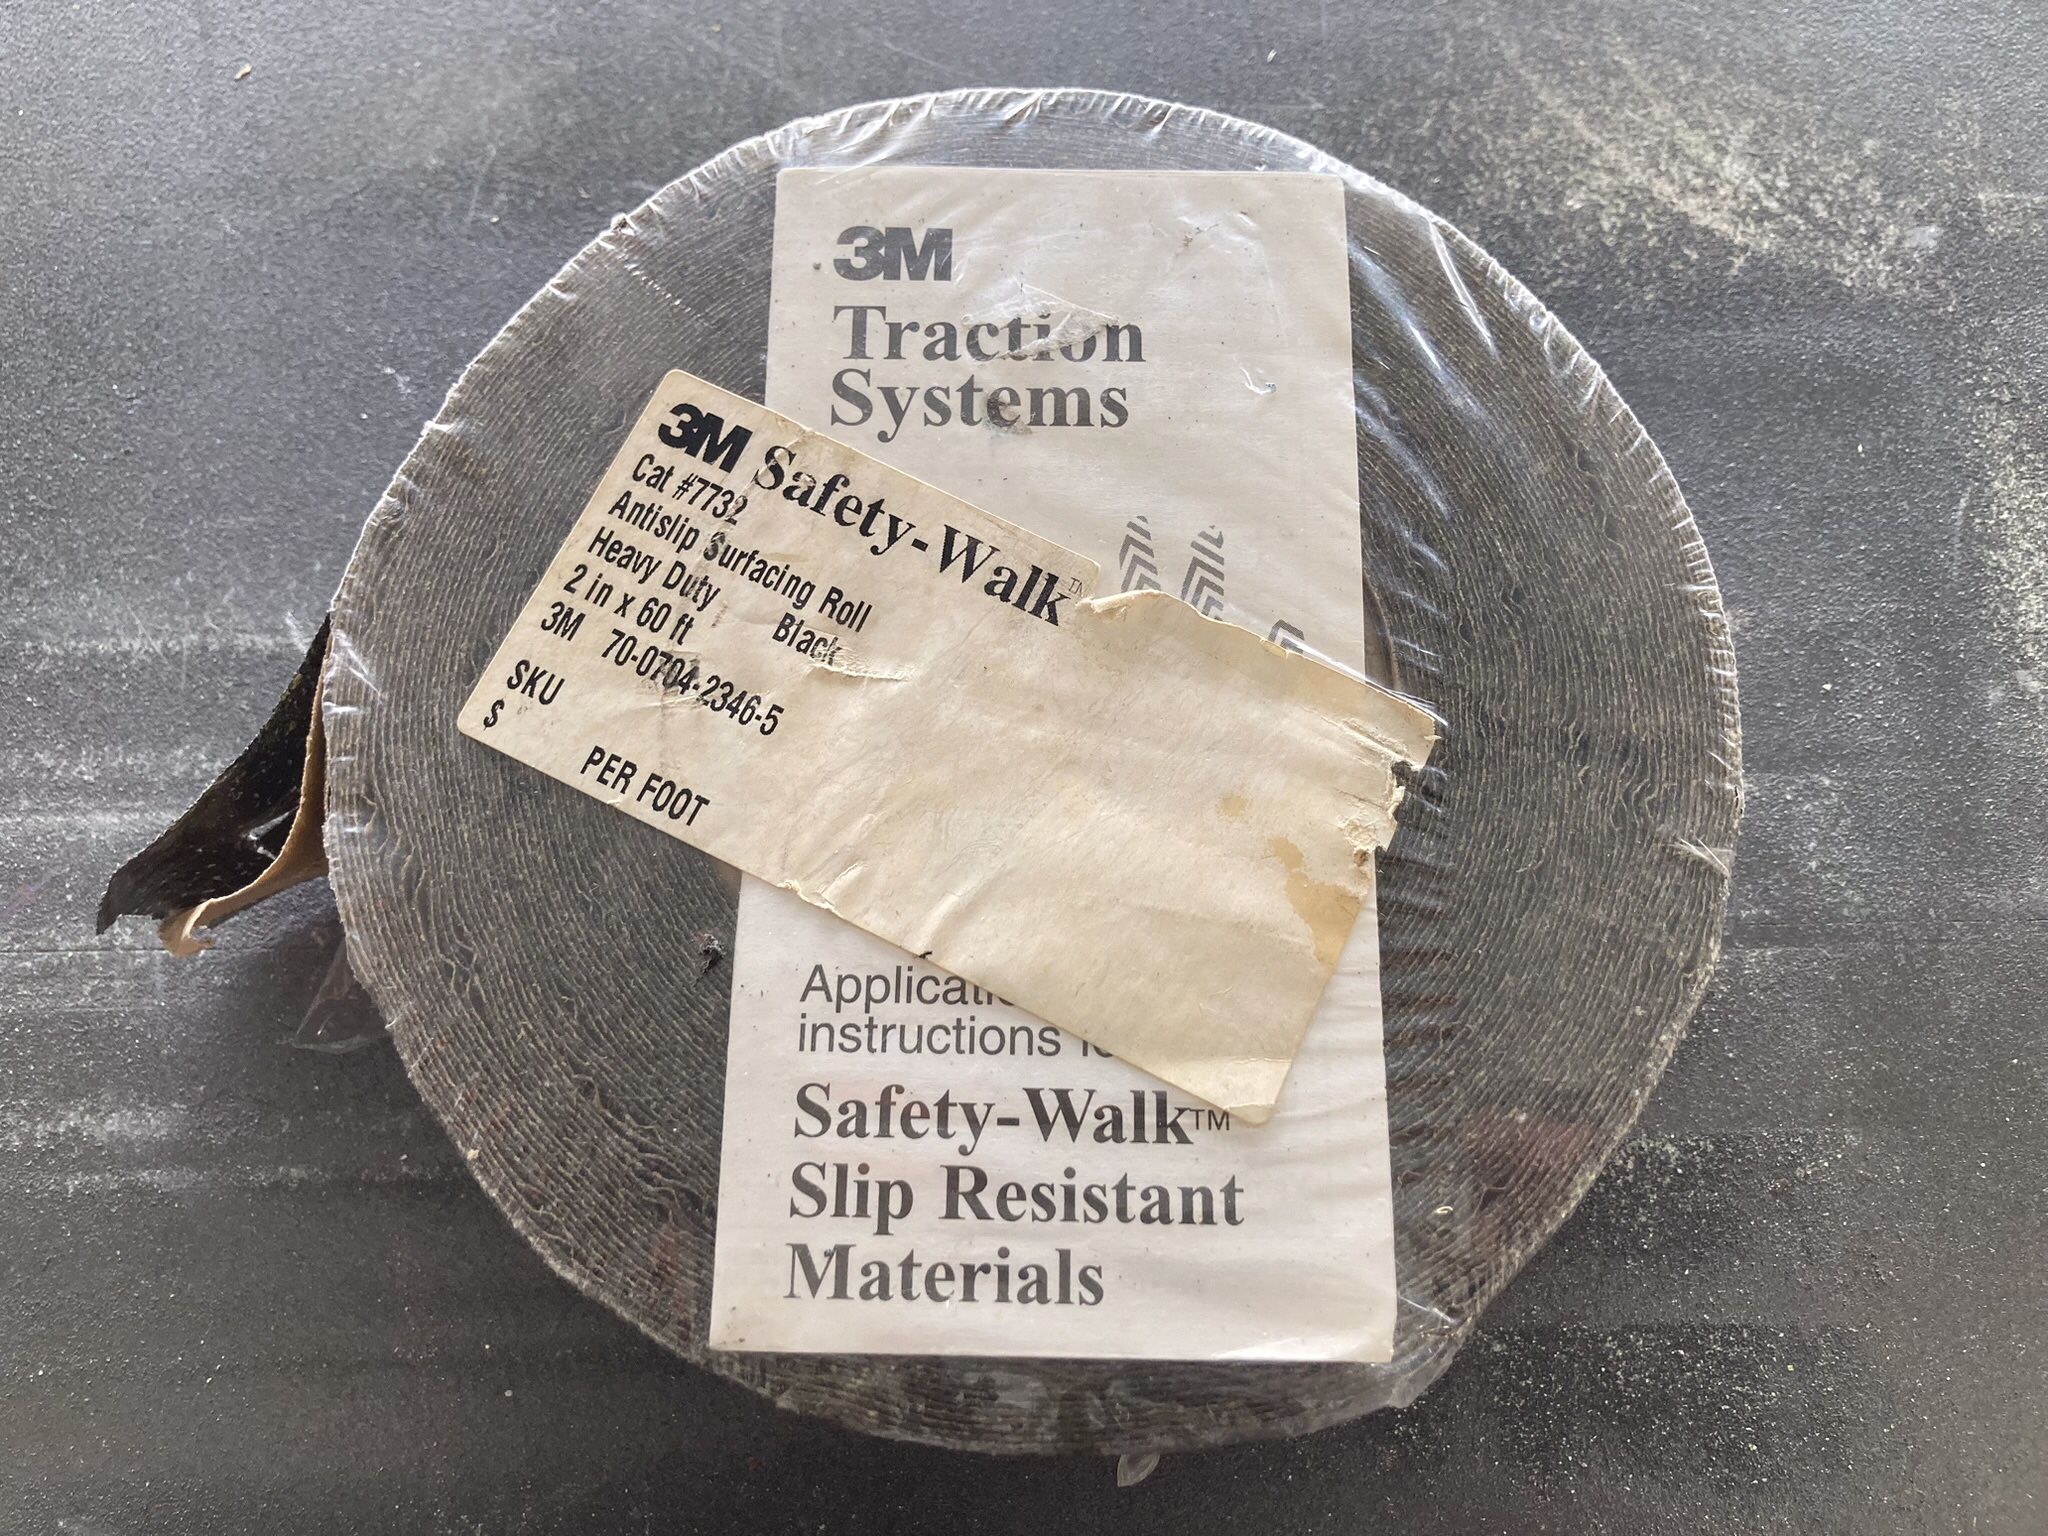 3M
Traction
Systems
3M Safety-Walk™
Cat #7732
Antislip Surfacing Roll
Heavy Duty Black
2 in x 60 ft
3M 70-0704-2346-5
SKU
$
PER FOOT
instructions
Safety-Walk™
Slip Resistant
Materials